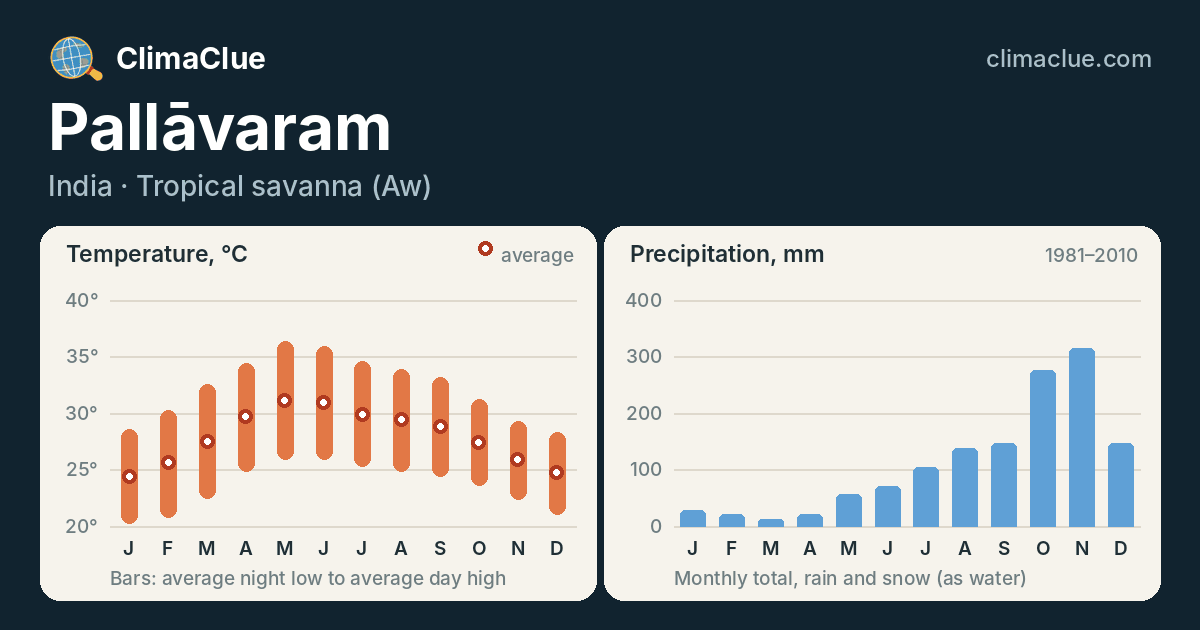 ClimaClue
climaclue.com
Pallāvaram
India · Tropical savanna (Aw)
Temperature, °C
average
40°
35°
30°
25°
20°
J F M A M J J A S O N D
Bars: average night low to average day high
Precipitation, mm
1981–2010
400
300
200
100
0
J F M A M J J A S O N D
Monthly total, rain and snow (as water)